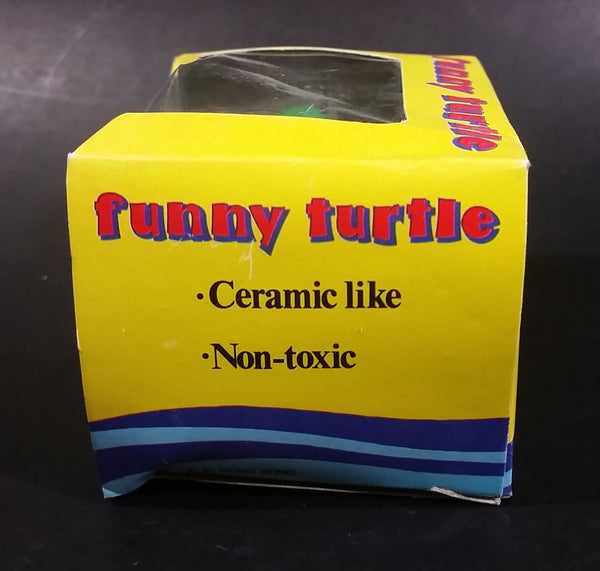 funny turtle
funny turtle
·Ceramic like
·Non-toxic